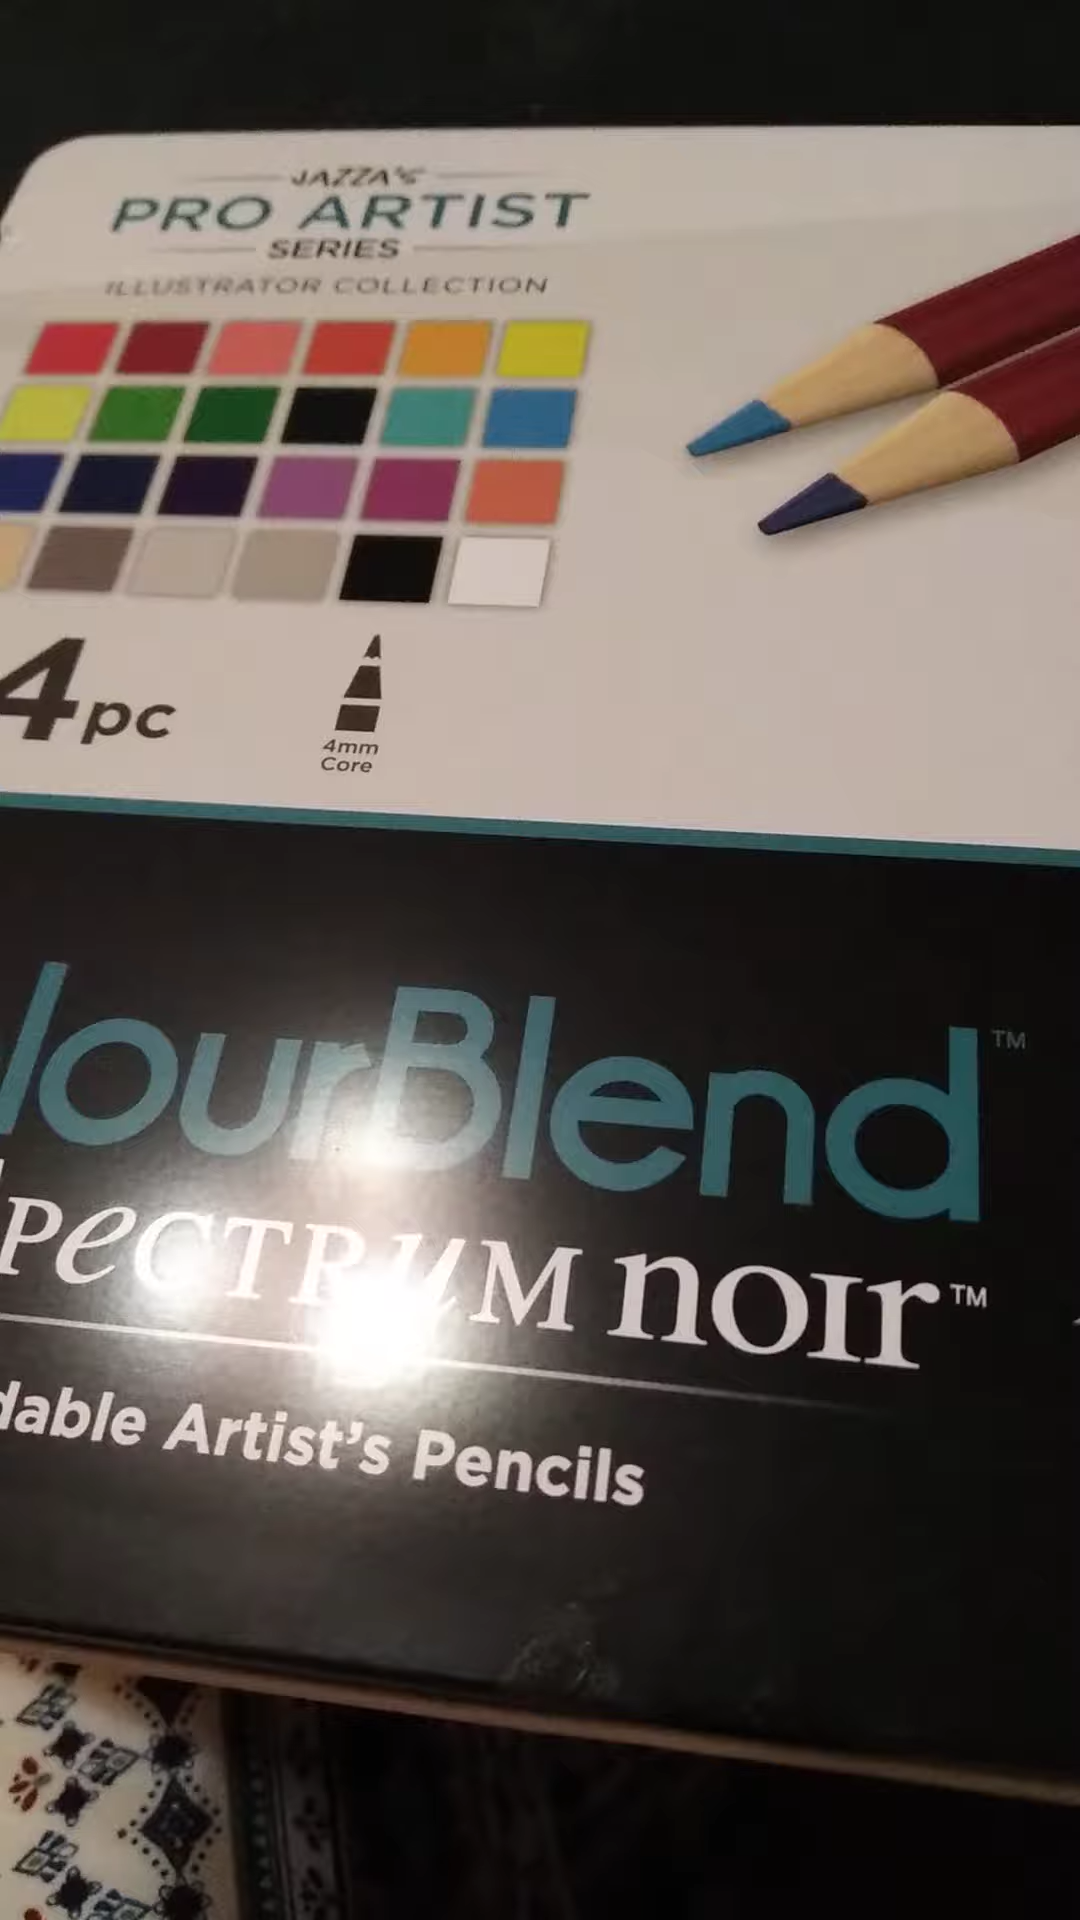 JAZZA'S
PRO ARTIST
SERIES
ILLUSTRATOR COLLECTION
4pc
4mm
Core
lourBlend™
pectrum noir™
dable Artist's Pencils